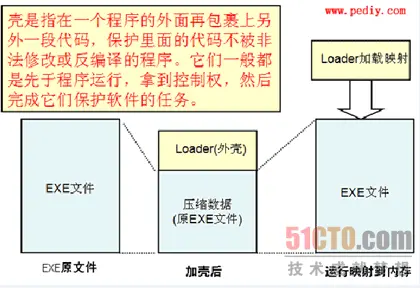 www.pediy.com
壳是指在一个程序的外面再包裹上另
外一段代码，保护里面的代码不被非
法修改或反编译的程序。它们一般都
是先于程序运行，拿到控制权，然后
完成它们保护软件的任务。
Loader加载映射
Loader(外壳)
EXE文件
压缩数据
(原EXE文件)
EXE文件
51CTO.com
技术成就梦想
EXE原文件
加壳后
运行映射到内存